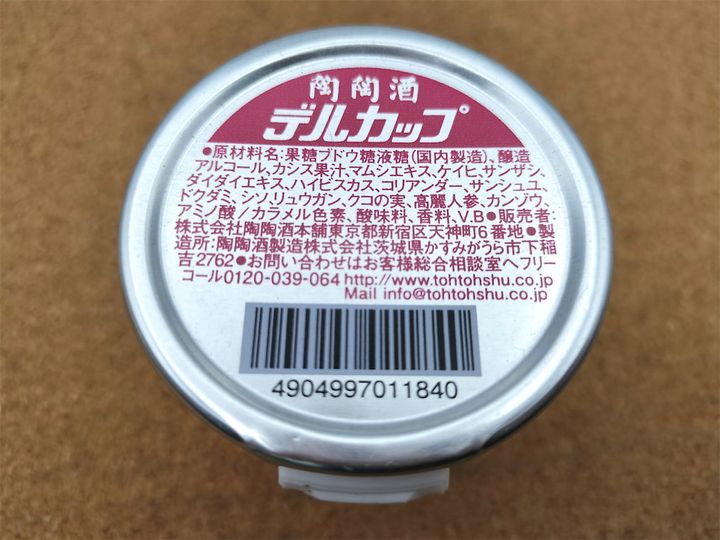 陶陶酒
デルカップ
●原材料名:果糖ブドウ糖液糖(国内製造)、醸造
アルコール、カシス果汁、マムシエキス、ケイヒ、サンザシ、
ダイダイエキス、ハイビスカス、コリアンダー、サンシュユ、
ドクダミ、シソ、リュウガン、クコの実、高麗人参、カンゾウ、
アミノ酸/カラメル色素、酸味料、香料、V.B●販売者:
株式会社陶陶酒本舗東京都新宿区天神町6番地●製
造所:陶陶酒製造株式会社茨城県かすみがうら市下稲
吉2762●お問い合わせはお客様総合相談室へフリー
コール0120-039-064 http://www.tohtohshu.co.jp
Mail info@tohtohshu.co.jp
4904997011840